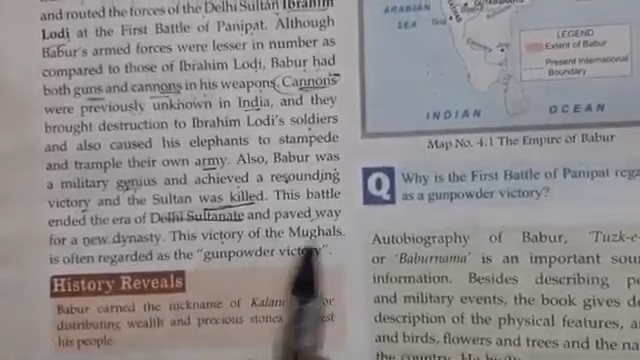 and routed the forces of the Delhi Sultan Ibrahim
Lodi at the First Battle of Panipat. Although
Babur's armed forces were lesser in number as
compared to those of Ibrahim Lodi, Babur had
both guns and cannons in his weapons. Cannons
were previously unknown in India, and they
brought destruction to Ibrahim Lodi's soldiers
and also caused his elephants to stampede
and trample their own army. Also, Babur was
a military genius and achieved a resounding
victory and the Sultan was killed. This battle
ended the era of Delhi Sultanate and paved way
for a new dynasty. This victory of the Mughals
is often regarded as the "gunpowder victory".
History Reveals
Babur earned the nickname of for
distributing wealth and precious stones
his people
ARABIAN
SEA
LEGEND
Extent of Babur
Present International
Boundary
INDIAN OCEAN
Map No. 4.1 The Empire of Babur
Q Why is the First Battle of Panipat
as a gunpowder victory?
Autobiography of Babur,
or 'Baburnama' is an important
information. Besides describing
and military events, the book gives
description of the physical features,
and birds, flowers and trees and the
the country.